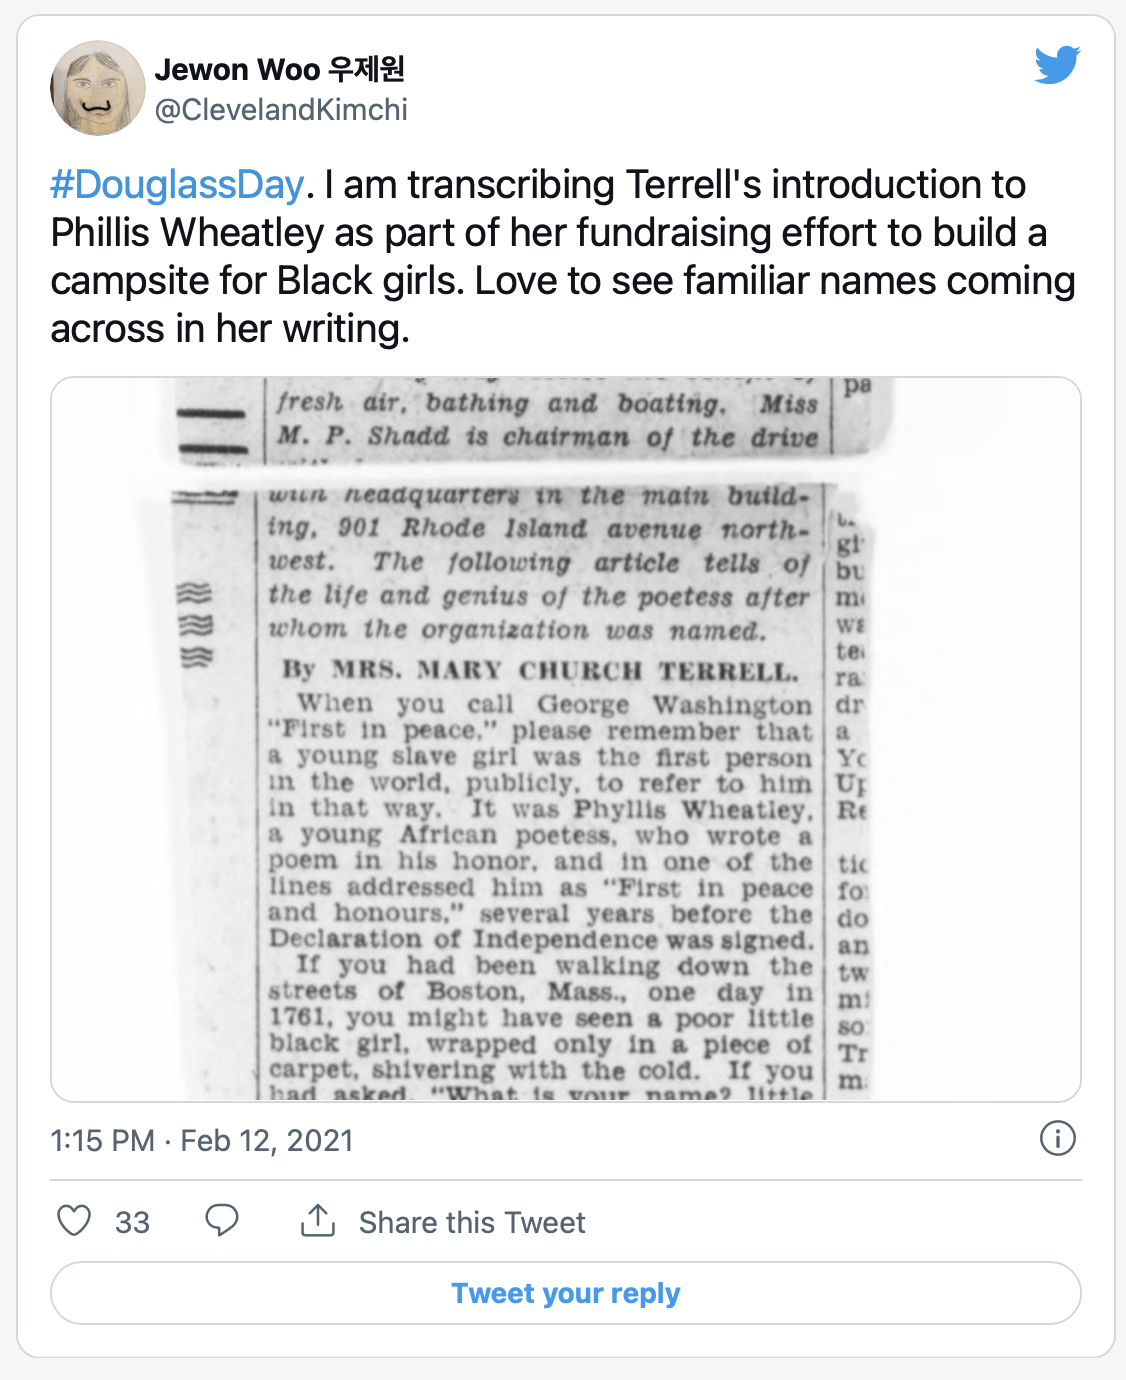 Jewon Woo 우제원
@ClevelandKimchi
#DouglassDay. I am transcribing Terrell's introduction to
Phillis Wheatley as part of her fundraising effort to build a
campsite for Black girls. Love to see familiar names coming
across in her writing.
fresh air, bathing and boating. Miss
M. P. Shadd is chairman of the drive
with headquarters in the main build-
ing, 901 Rhode Island avenue north-
west. The following article tells of
the life and genius of the poetess after
whom the organization was named.
By MRS. MARY CHURCH TERRELL.
When you call George Washington
"First in peace," please remember that
a young slave girl was the first person
in the world, publicly, to refer to him
in that way. It was Phyllis Wheatley,
a young African poetess, who wrote a
poem in his honor, and in one of the
lines addressed him as "First in peace
and honours," several years before the
Declaration of Independence was signed.
If you had been walking down the
streets of Boston, Mass., one day in
1761, you might have seen a poor little
black girl, wrapped only in a piece of
carpet, shivering with the cold. If you
had asked, "What is your name? little
pa
gi
bu
te
ra
dr
a
Yo
Up
Re
tic
fo
do
an
tw
mi
so
Tr
m
1:15 PM · Feb 12, 2021
33
Share this Tweet
Tweet your reply